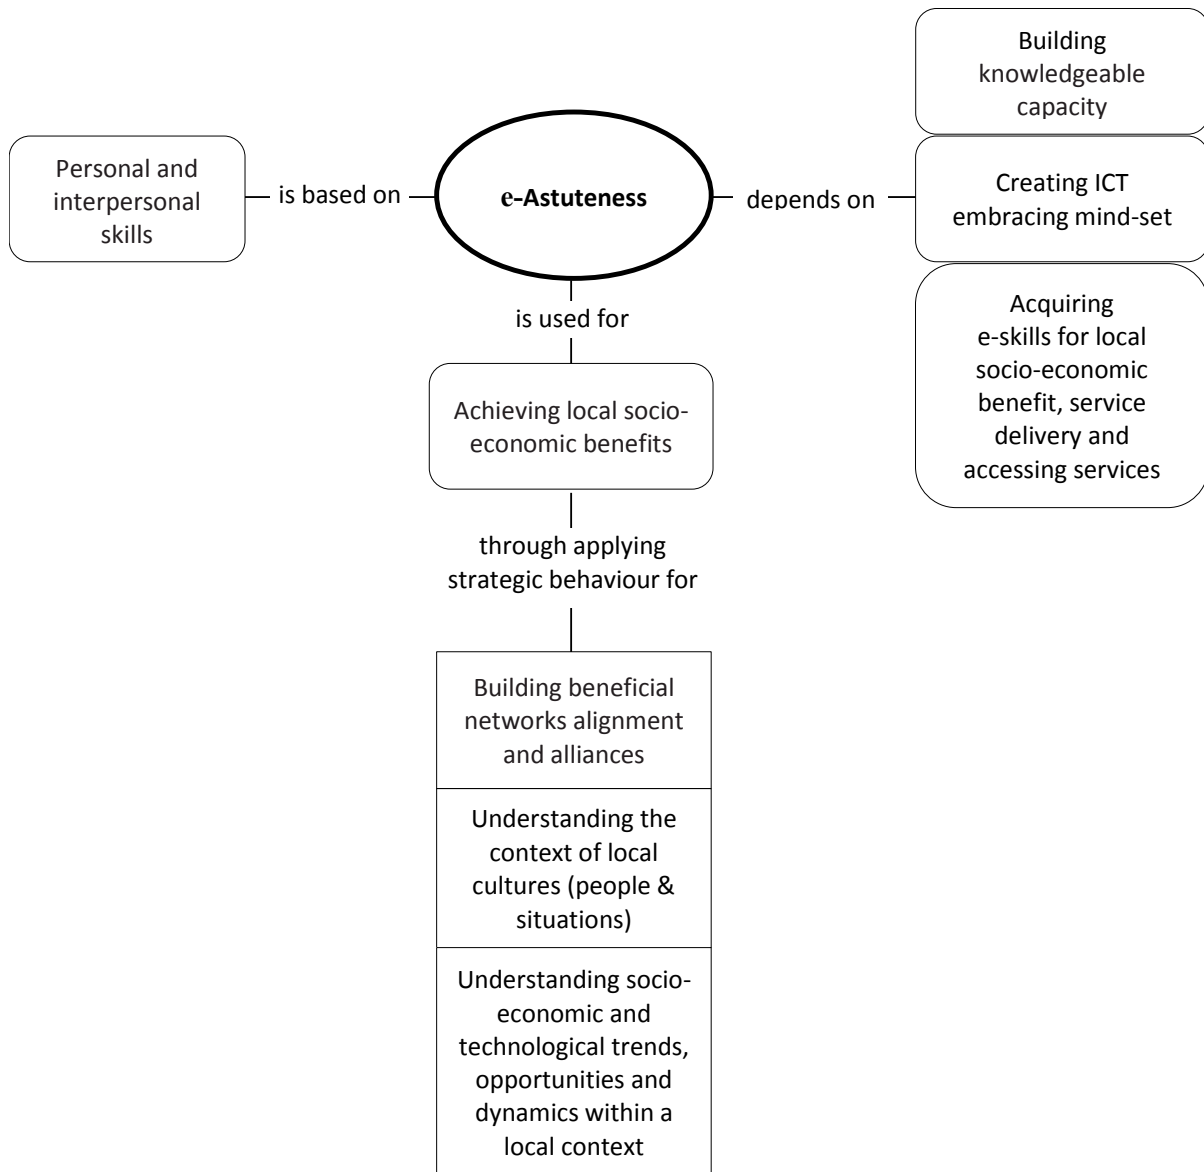 Personal and
interpersonal
skills
is based on
e-Astuteness
depends on
Building
knowledgeable
capacity
Creating ICT
embracing mind-set
Acquiring
e-skills for local
socio-economic
benefit, service
delivery and
accessing services
is used for
Achieving local socio-
economic benefits
through applying
strategic behaviour for
Building beneficial
networks alignment
and alliances
Understanding the
context of local
cultures (people &
situations)
Understanding socio-
economic and
technological trends,
opportunities and
dynamics within a
local context